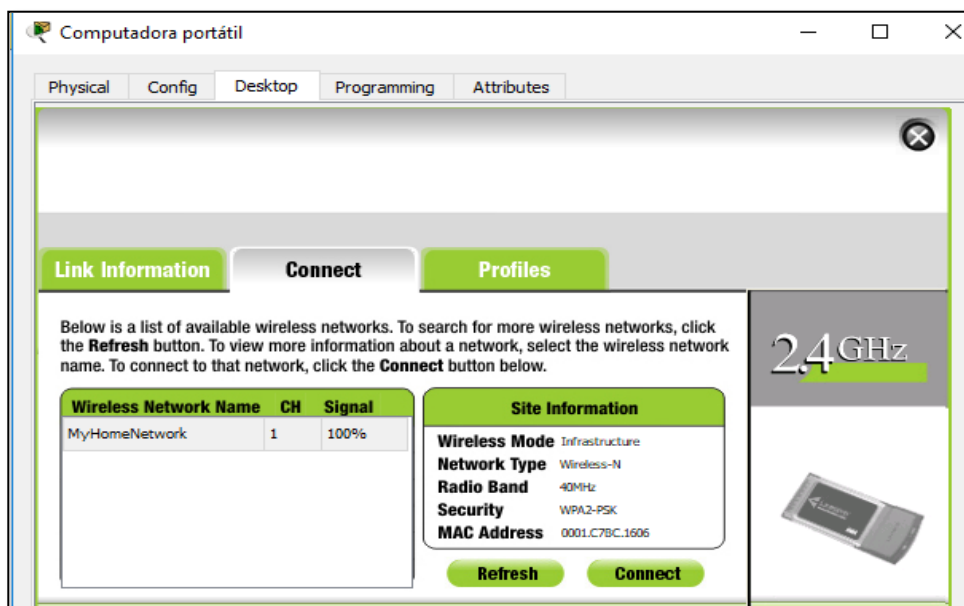 Computadora portátil
Physical Config Desktop Programming Attributes
Link Information Connect Profiles
Below is a list of available wireless networks. To search for more wireless networks, click
the Refresh button. To view more information about a network, select the wireless network
name. To connect to that network, click the Connect button below.
2.4GHz
Wireless Network Name CH Signal
MyHomeNetwork 1 100%
Site Information
Wireless Mode Infrastructure
Network Type Wireless-N
Radio Band 40MHz
Security WPA2-PSK
MAC Address 0001.C7BC.1606
Refresh Connect